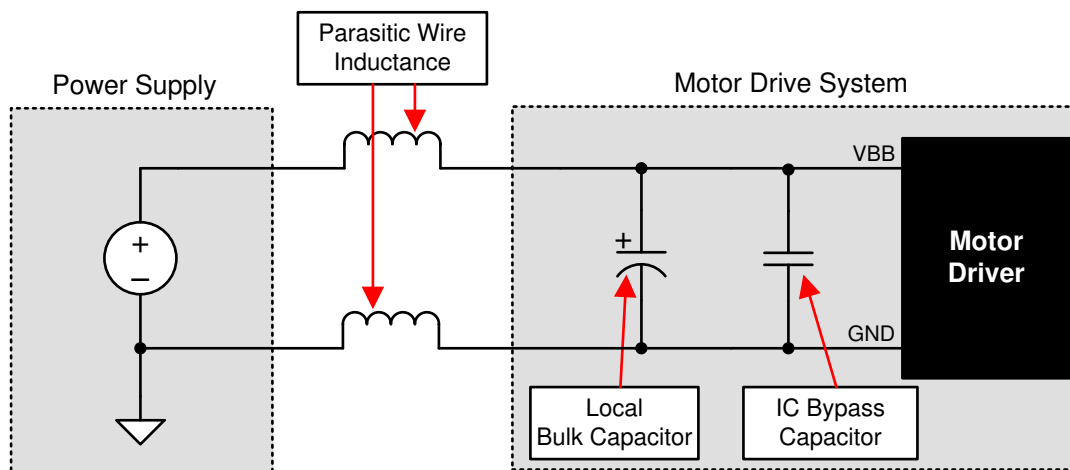 Parasitic Wire
Inductance
Power Supply
Motor Drive System
VBB
+
–
+
Motor
Driver
GND
Local
Bulk Capacitor
IC Bypass
Capacitor